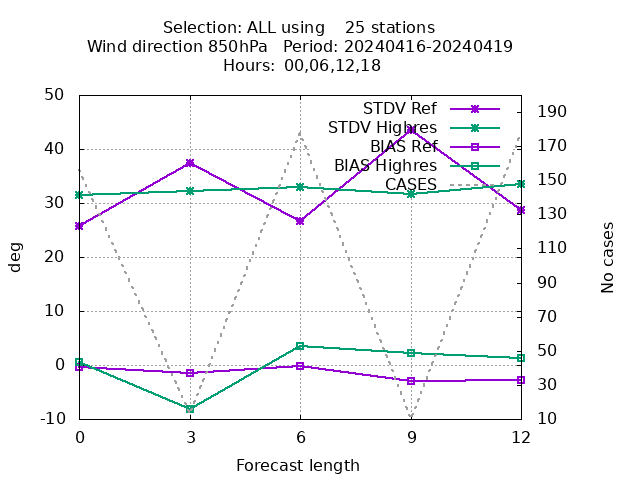 Selection: ALL using    25 stations
Wind direction 850hPa   Period: 20240416-20240419
Hours: 00,06,12,18
STDV Ref
STDV Highres
BIAS Ref
BIAS Highres
CASES
50
40
30
20
10
0
-10
deg
190
170
150
130
110
90
70
50
30
10
No cases
0
3
6
9
12
Forecast length